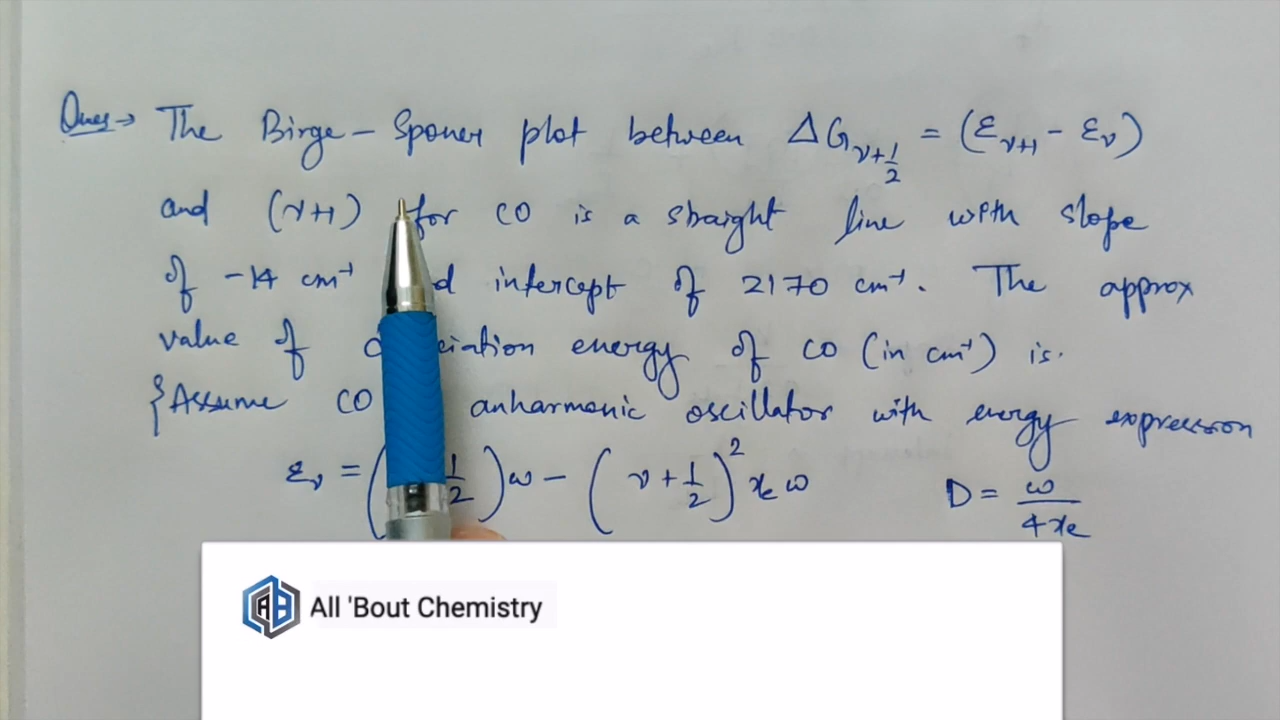 Ques → The Birge - Sponer plot between ΔG_{v+1/2} = (ε_{v+1} - ε_v)
and (v+1) for CO is a straight line with slope
of -14 cm⁻¹ d intercept of 2170 cm⁻¹. The approx
value of ciation energy of CO (in cm⁻¹) is.
{Assume CO anharmonic oscillator with energy expression
ε_v = ( 1/2)ω - (v + 1/2)² x_e ω D = ω/4x_e
All 'Bout Chemistry